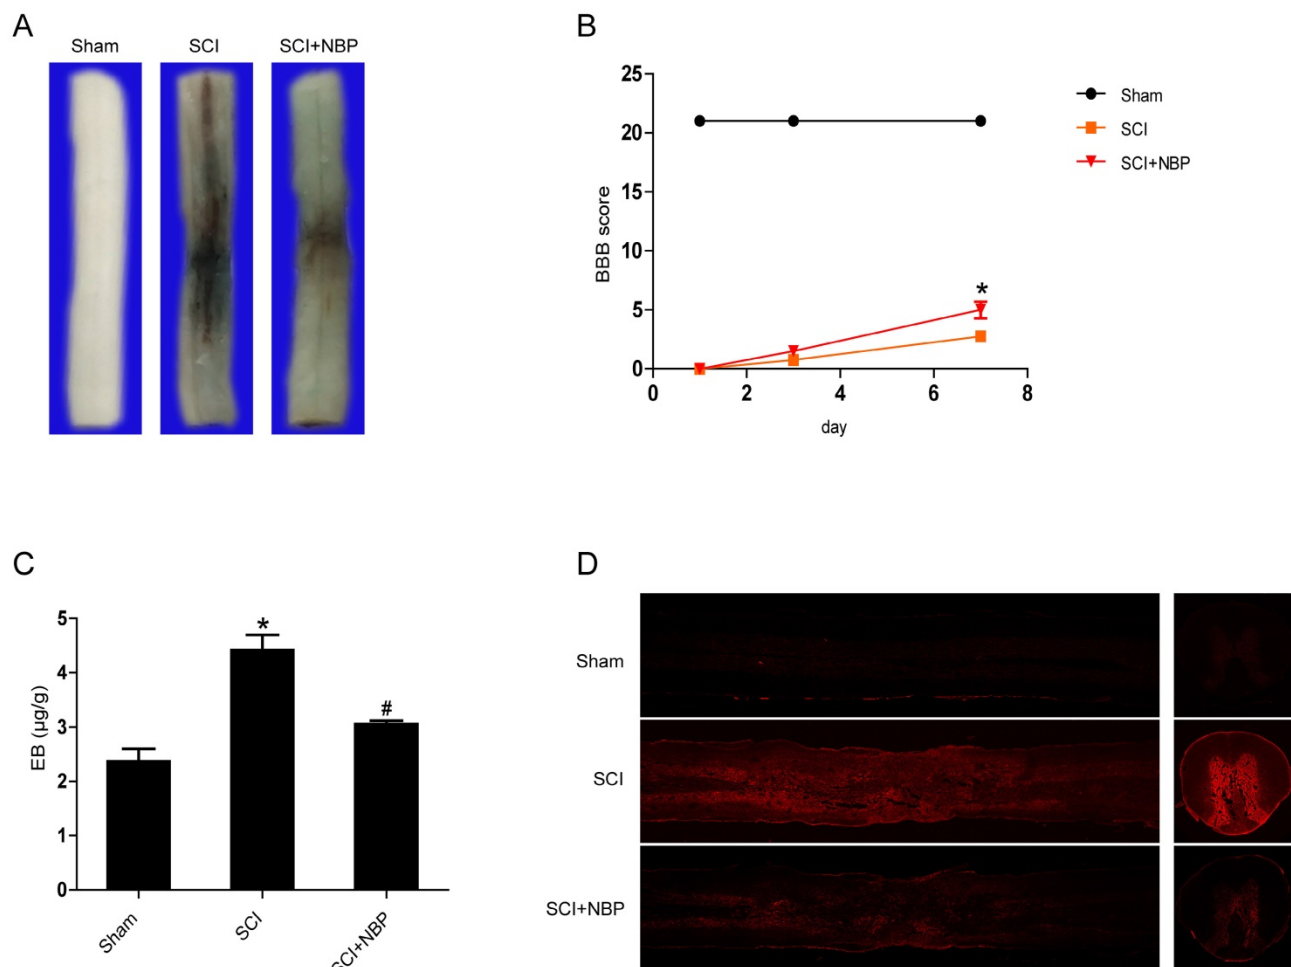 A
Sham
SCI
SCI+NBP
B
25
20
15
10
5
0
BBB score
0
2
4
6
8
day
*
Sham
SCI
SCI+NBP
C
5
4
3
2
1
0
EB (µg/g)
*
#
Sham
SCI
SCI+NBP
D
Sham
SCI
SCI+NBP